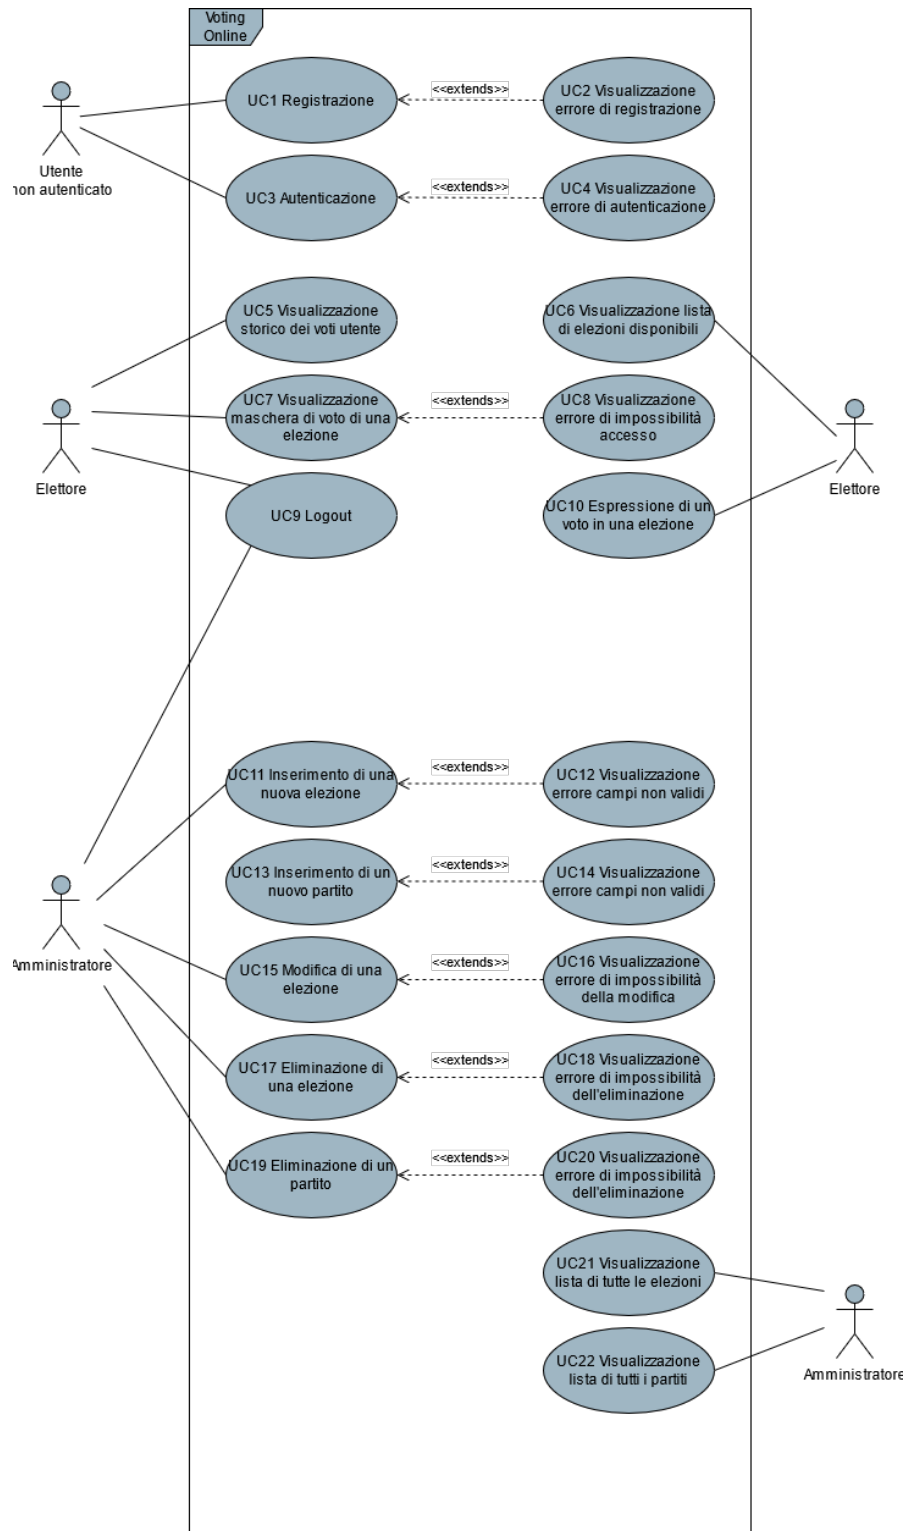 Voting
Online
UC1 Registrazione
<<extends>>
UC2 Visualizzazione
errore di registrazione
Utente
non autenticato
UC3 Autenticazione
<<extends>>
UC4 Visualizzazione
errore di autenticazione
UC5 Visualizzazione
storico dei voti utente
UC6 Visualizzazione lista
di elezioni disponibili
UC7 Visualizzazione
maschera di voto di una
elezione
<<extends>>
UC8 Visualizzazione
errore di impossibilità
accesso
Elettore
Elettore
UC9 Logout
UC10 Espressione di un
voto in una elezione
UC11 Inserimento di una
nuova elezione
<<extends>>
UC12 Visualizzazione
errore campi non validi
UC13 Inserimento di un
nuovo partito
<<extends>>
UC14 Visualizzazione
errore campi non validi
Amministratore
UC15 Modifica di una
elezione
<<extends>>
UC16 Visualizzazione
errore di impossibilità
della modifica
UC17 Eliminazione di
una elezione
<<extends>>
UC18 Visualizzazione
errore di impossibilità
dell'eliminazione
UC19 Eliminazione di un
partito
<<extends>>
UC20 Visualizzazione
errore di impossibilità
dell'eliminazione
UC21 Visualizzazione
lista di tutte le elezioni
UC22 Visualizzazione
lista di tutti i partiti
Amministratore